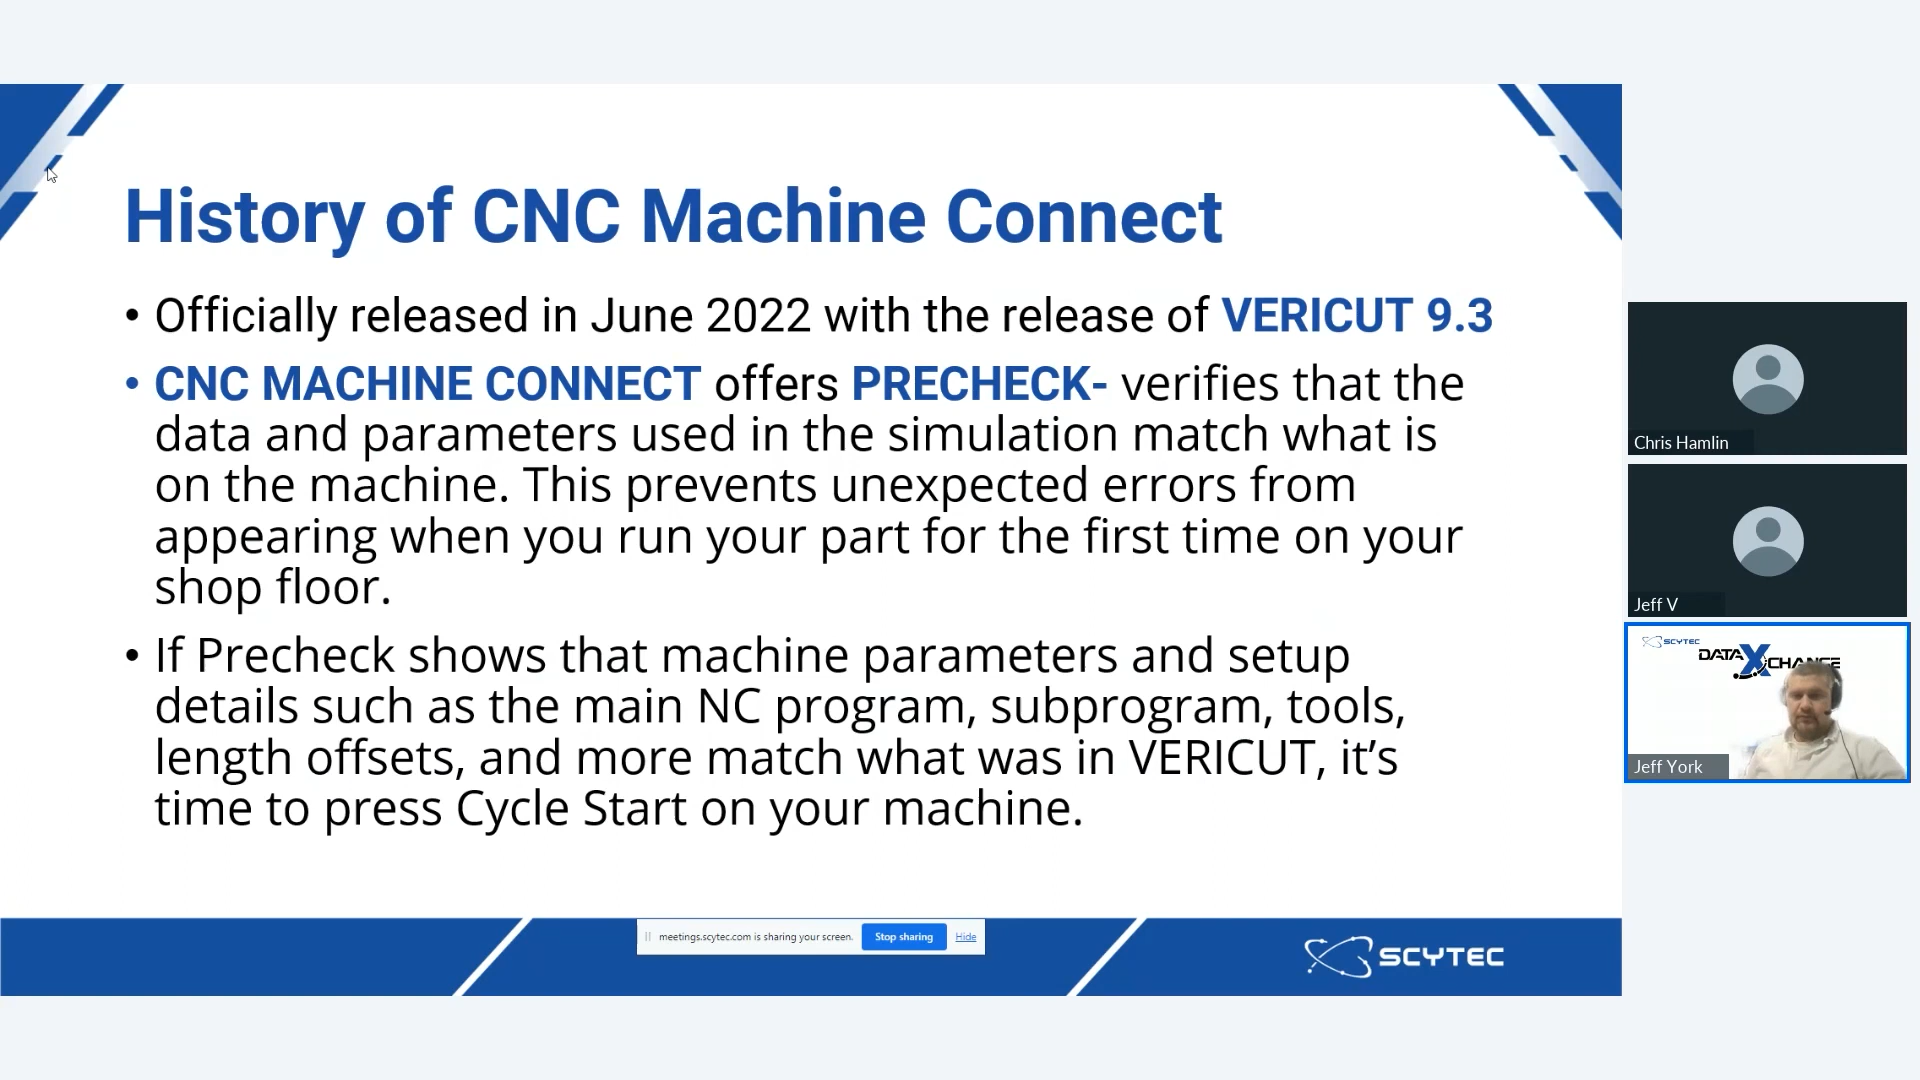 History of CNC Machine Connect
• Officially released in June 2022 with the release of VERICUT 9.3
• CNC MACHINE CONNECT offers PRECHECK- verifies that the
data and parameters used in the simulation match what is
on the machine. This prevents unexpected errors from
appearing when you run your part for the first time on your
shop floor.
• If Precheck shows that machine parameters and setup
details such as the main NC program, subprogram, tools,
length offsets, and more match what was in VERICUT, it’s
time to press Cycle Start on your machine.
meetings.scytec.com is sharing your screen. Stop sharing Hide
SCYTEC
Chris Hamlin
Jeff V
SCYTEC
DATAXCHANGE
Jeff York